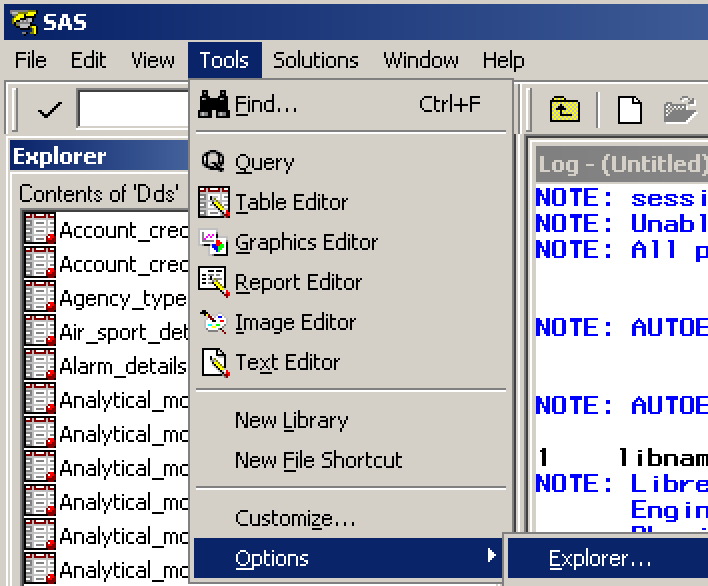 SAS
File Edit View Tools Solutions Window Help
Find... Ctrl+F
Query
Table Editor
Graphics Editor
Report Editor
Image Editor
Text Editor
New Library
New File Shortcut
Customize...
Options
Explorer...
Explorer
Contents of 'Dds'
Account_cred
Account_cred
Agency_type
Air_sport_det
Alarm_details
Analytical_mo
Analytical_mo
Analytical_mo
Analytical_mo
Analytical_mo
Analytical_mo
Log - (Untitled)
NOTE: sessi
NOTE: Unabl
NOTE: All p
NOTE: AUTOE
NOTE: AUTOE
1 libnam
NOTE: Libre
Engin